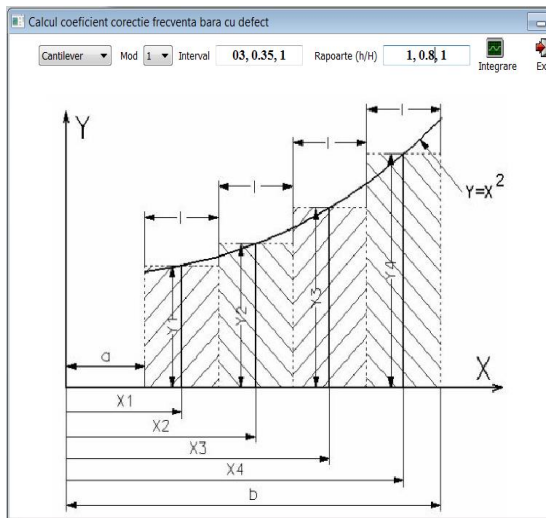 Calcul coeficient corectie frecventa bara cu defect
Cantilever Mod 1 Interval 03, 0.35, 1 Rapoarte (h/H) 1, 0.8, 1 Integrare
Y
I
I
I
I
Y=X²
Y1
Y2
Y3
Y4
a
X
X1
X2
X3
X4
b